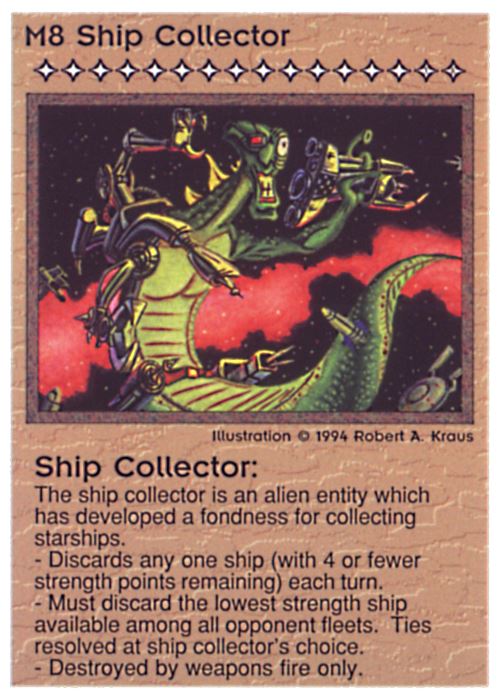 M8 Ship Collector
Illustration © 1994 Robert A. Kraus
Ship Collector:
The ship collector is an alien entity which
has developed a fondness for collecting
starships.
- Discards any one ship (with 4 or fewer
strength points remaining) each turn.
- Must discard the lowest strength ship
available among all opponent fleets.  Ties
resolved at ship collector's choice.
- Destroyed by weapons fire only.